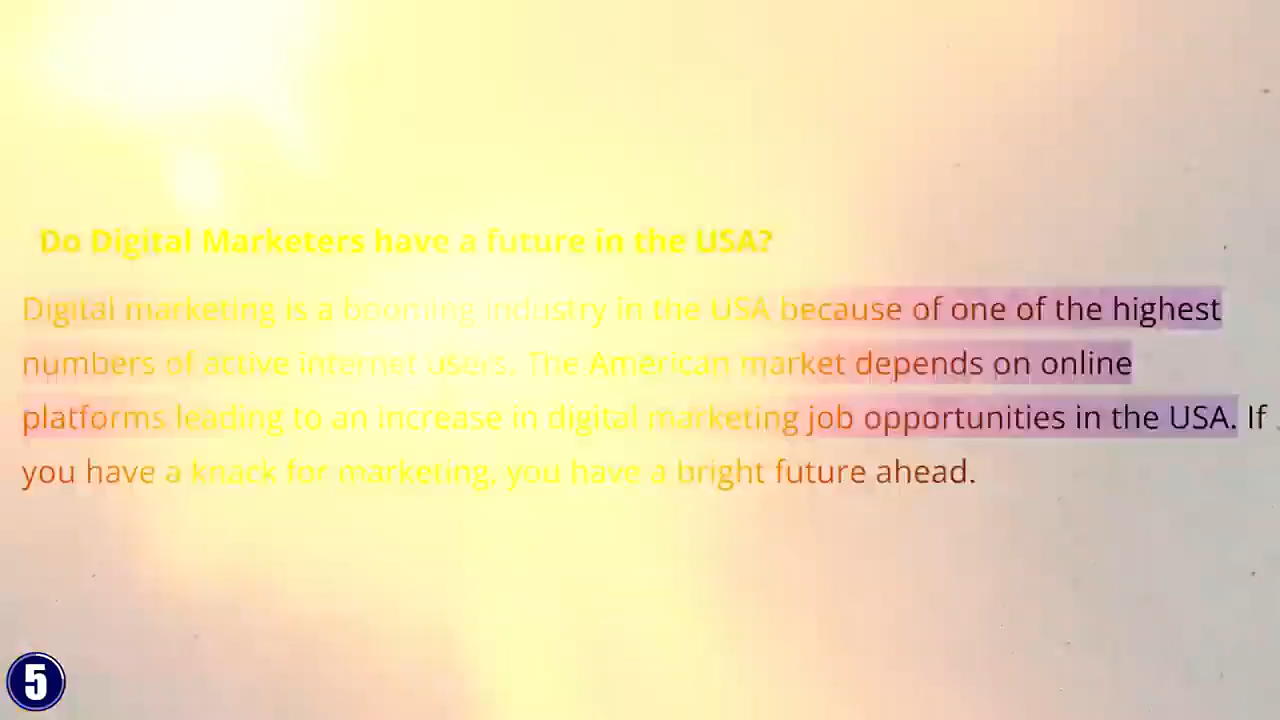 Do Digital Marketers have a future in the USA?
Digital marketing is a booming industry in the USA because of one of the highest
numbers of active internet users. The American market depends on online
platforms leading to an increase in digital marketing job opportunities in the USA. If
you have a knack for marketing, you have a bright future ahead.
5